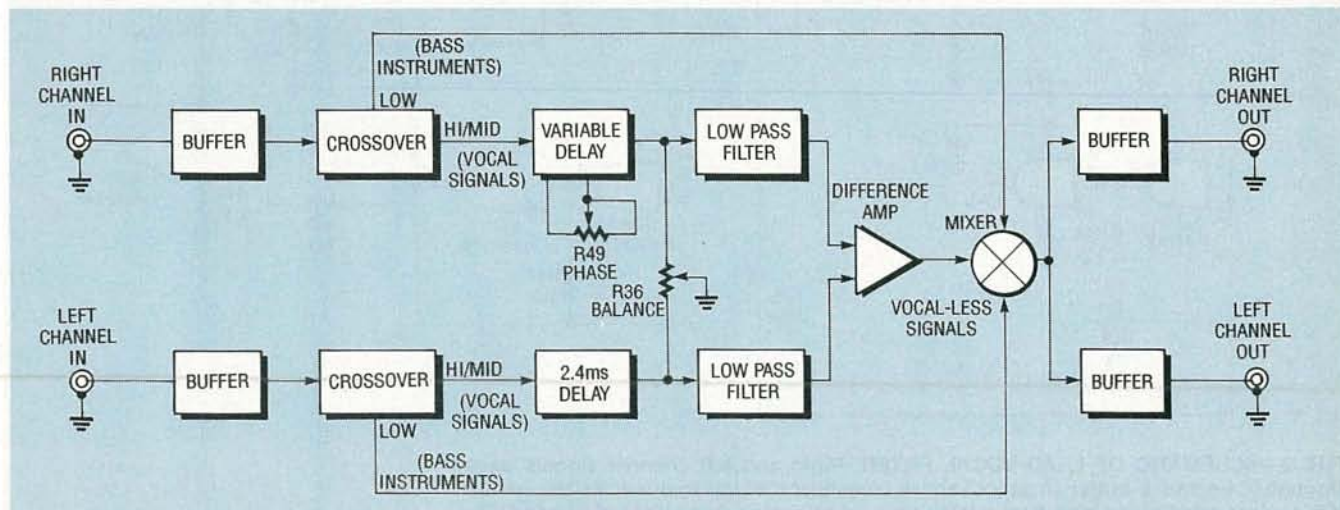 (BASS
INSTRUMENTS)
RIGHT
CHANNEL
IN
BUFFER
CROSSOVER
LOW
HI/MID
(VOCAL
SIGNALS)
VARIABLE
DELAY
R49
PHASE
LOW PASS
FILTER
DIFFERENCE
AMP
MIXER
BUFFER
RIGHT
CHANNEL
OUT
R36
BALANCE
VOCAL-LESS
SIGNALS
LEFT
CHANNEL
IN
BUFFER
CROSSOVER
HI/MID
(VOCAL
SIGNALS)
LOW
(BASS
INSTRUMENTS)
2.4ms
DELAY
LOW PASS
FILTER
BUFFER
LEFT
CHANNEL
OUT